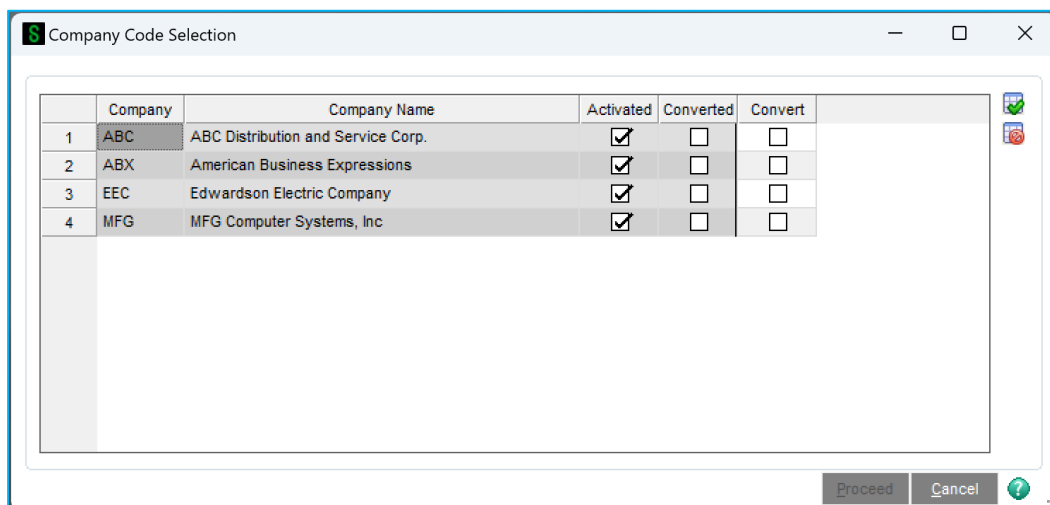 S Company Code Selection
Company Company Name Activated Converted Convert
1 ABC ABC Distribution and Service Corp.
2 ABX American Business Expressions
3 EEC Edwardson Electric Company
4 MFG MFG Computer Systems, Inc
Proceed Cancel ?